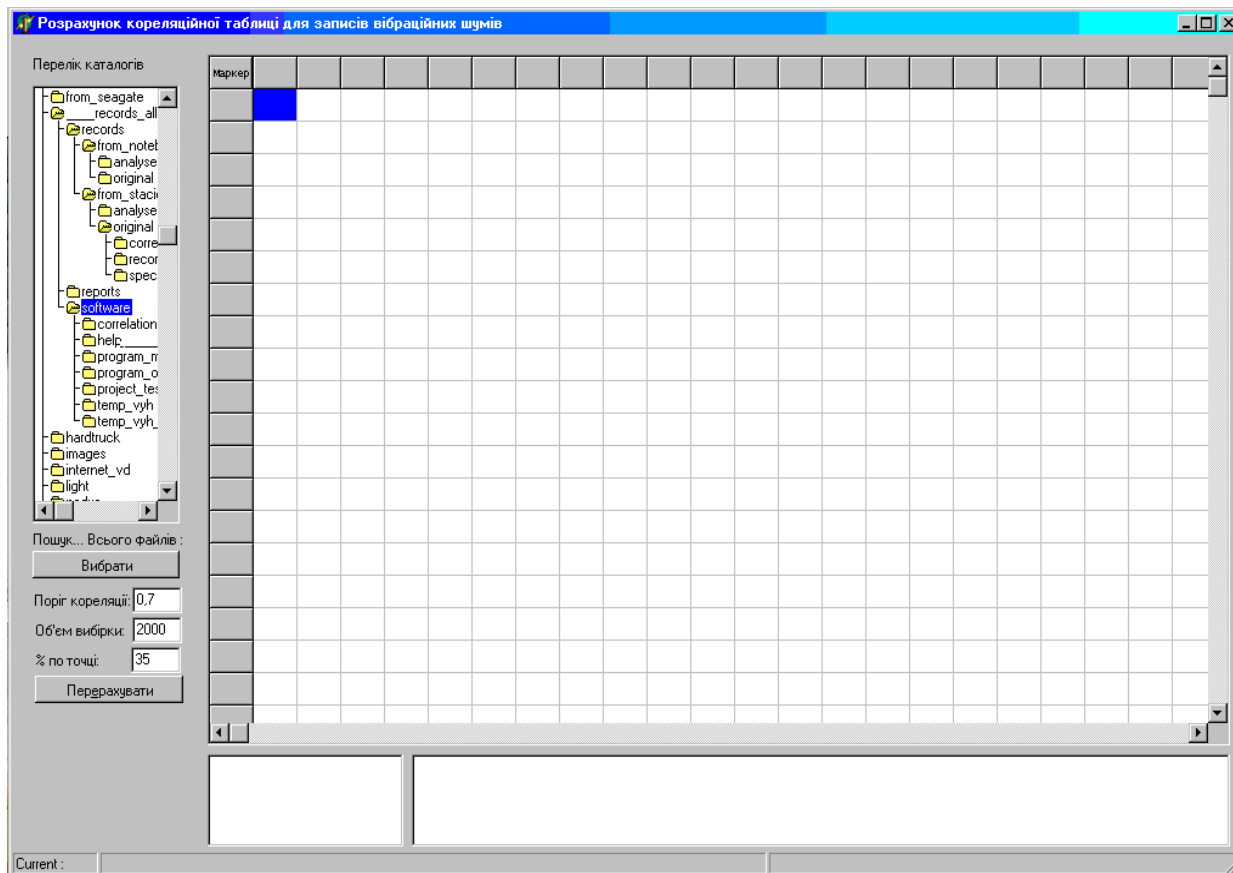 Розрахунок кореляційної таблиці для записів вібраційних шумів
Перелік каталогів
from_seagate
____records_all
records
from_noteb
analyse
original
from_staci
analyse
original
corre
recor
spec
reports
software
correlation
help_____
program_m
program_o
project_tes
temp_vyh
temp_vyh_
hardtruck
images
internet_vd
light
Пошук... Всього файлів :
Вибрати
Поріг кореляції: 0,7
Об'єм вибірки: 2000
% по точці: 35
Перерахувати
Маркер
Current :